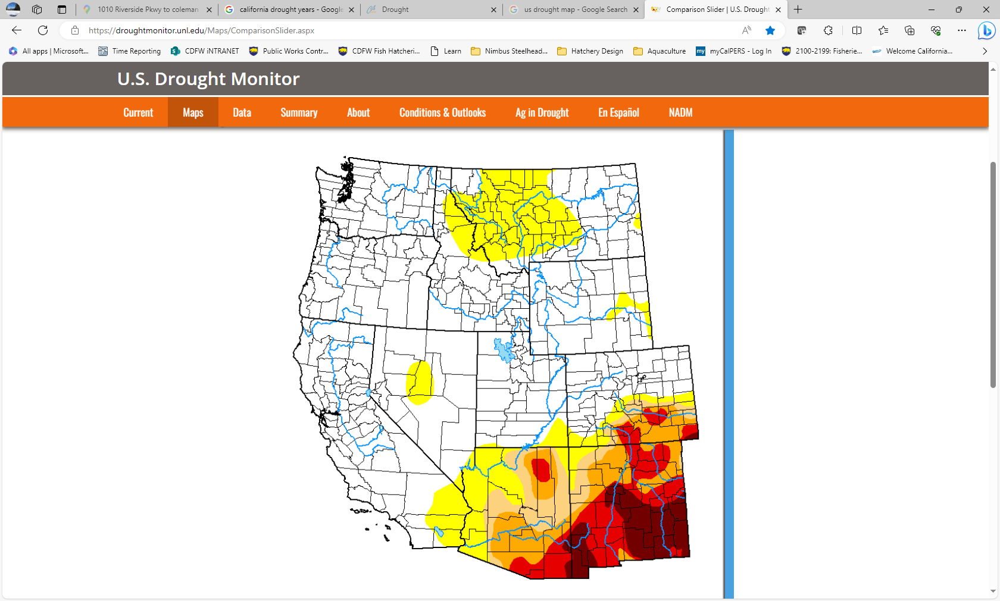 1010 Riverside Pkwy to coleman
california drought years - Google
Drought
us drought map - Google Search
Comparison Slider | U.S. Drought
https://droughtmonitor.unl.edu/Maps/ComparisonSlider.aspx
All apps | Microsoft...
Time Reporting
CDFW iNTRANET
Public Works Contr...
CDFW Fish Hatcheri...
Learn
Nimbus Steelhead...
Hatchery Design
Aquaculture
my
myCalPERS - Log In
2100-2199: Fisherie...
Welcome California...
U.S. Drought Monitor
Current
Maps
Data
Summary
About
Conditions & Outlooks
Ag in Drought
En Español
NADM